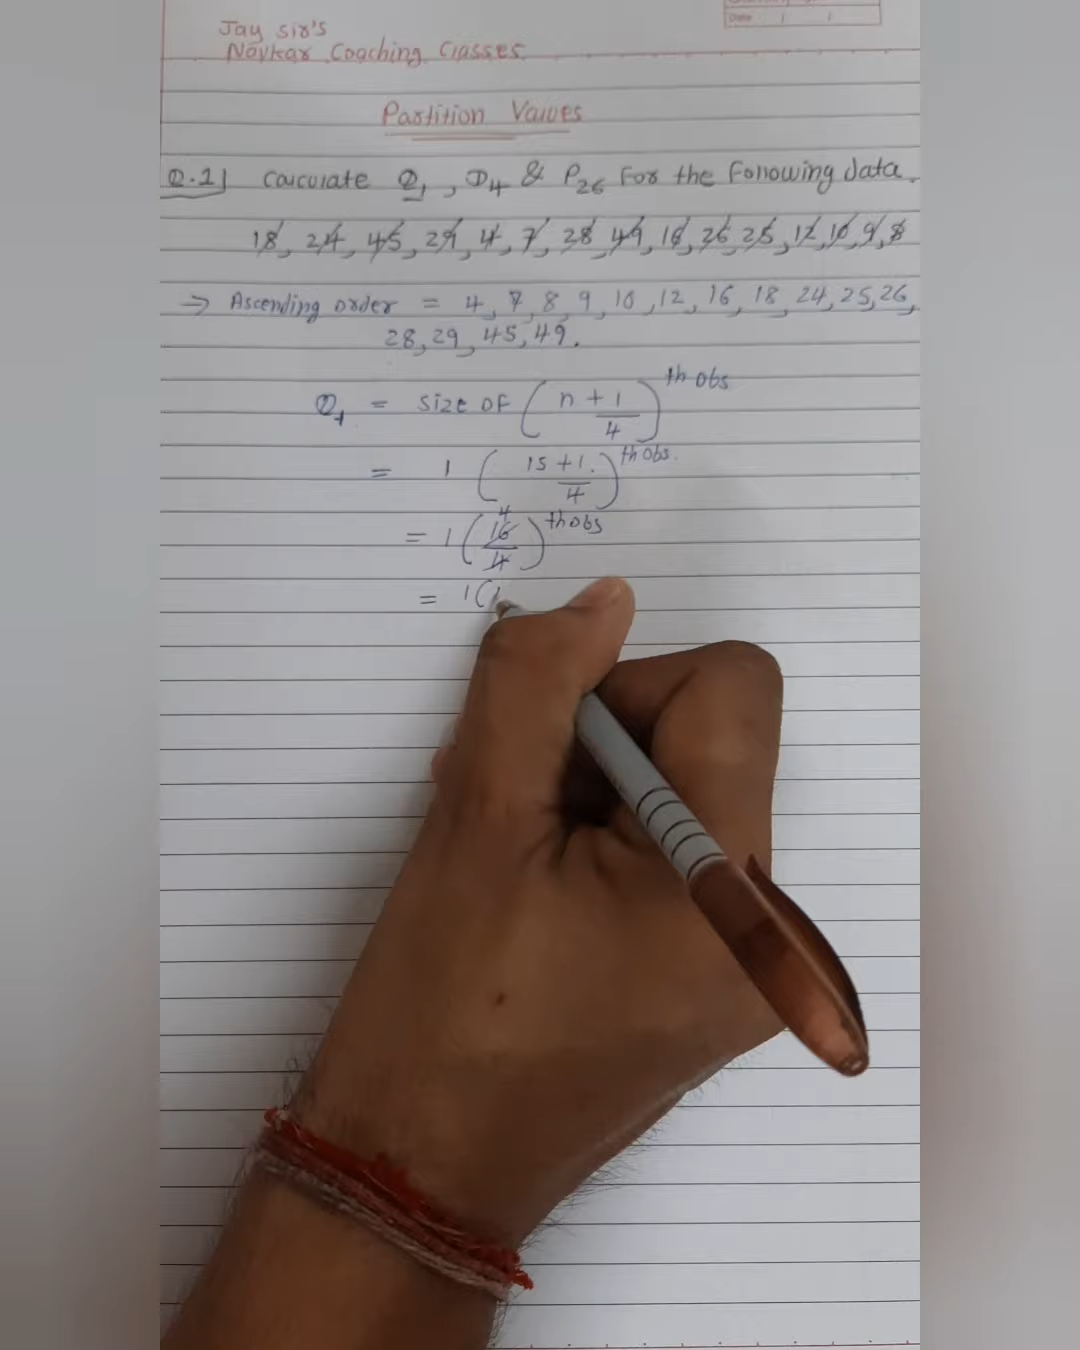 Date / /
Jay Sir's
Navkar Coaching Classes.
Partition Values
Q.1] Calculate Q1, D4 & P26 for the following data.
18, 24, 45, 29, 4, 7, 28, 49, 16, 26, 25, 12, 10, 9, 8
→ Ascending order = 4, 7, 8, 9, 10, 12, 16, 18, 24, 25, 26,
28, 29, 45, 49.
Q1 = size of (n + 1 / 4) th obs
= 1 (15 + 1. / 4) th obs.
= 1 (16 / 4) th obs 4
= 1 (